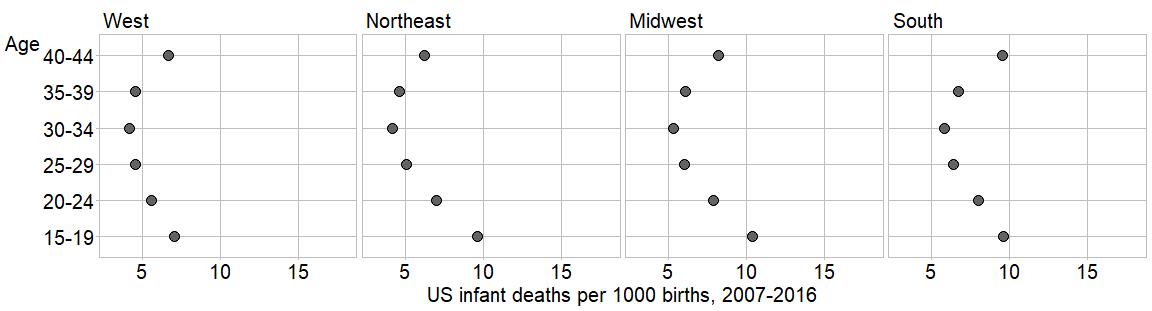 West Northeast Midwest South
Age
40-44
35-39
30-34
25-29
20-24
15-19
5 10 15 5 10 15 5 10 15 5 10 15
US infant deaths per 1000 births, 2007-2016